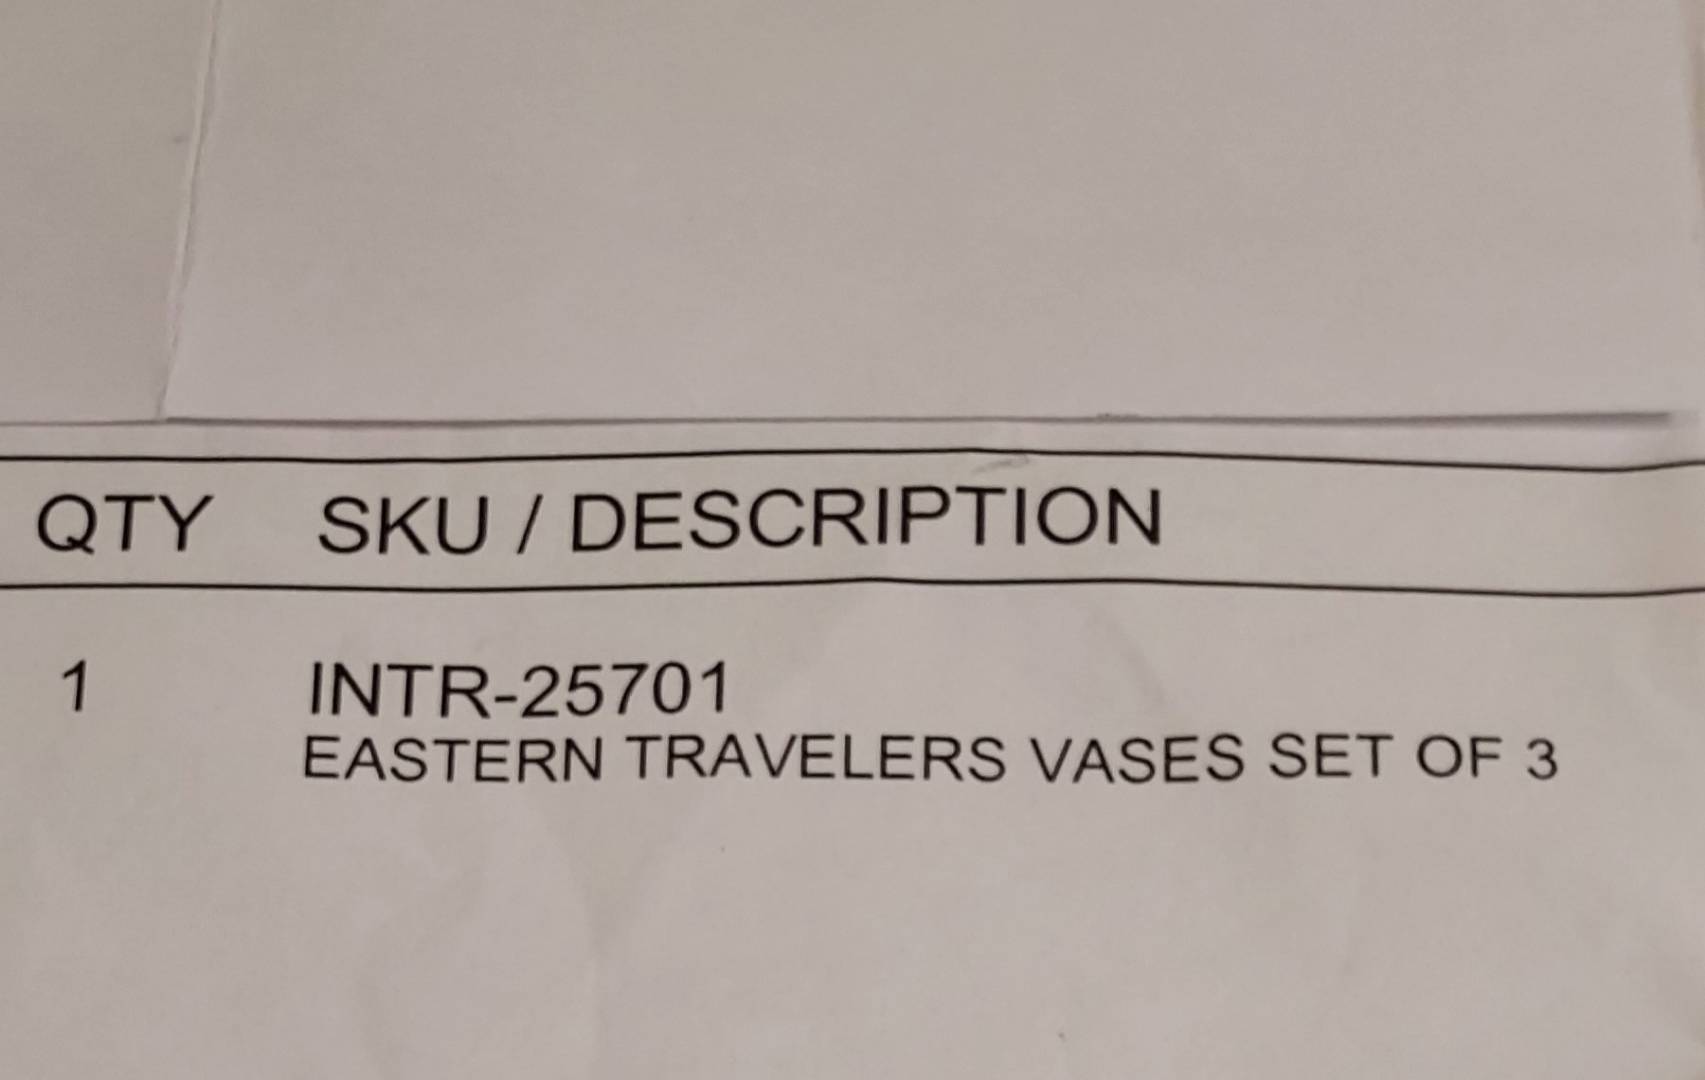 QTY SKU / DESCRIPTION
1 INTR-25701
EASTERN TRAVELERS VASES SET OF 3